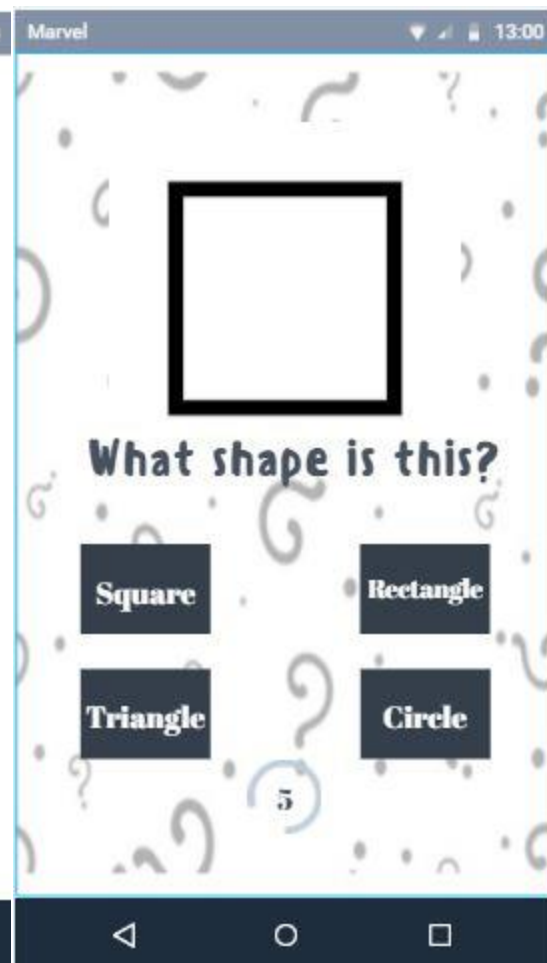 Marvel 13:00
What shape is this?
Square Rectangle
Triangle Circle
5